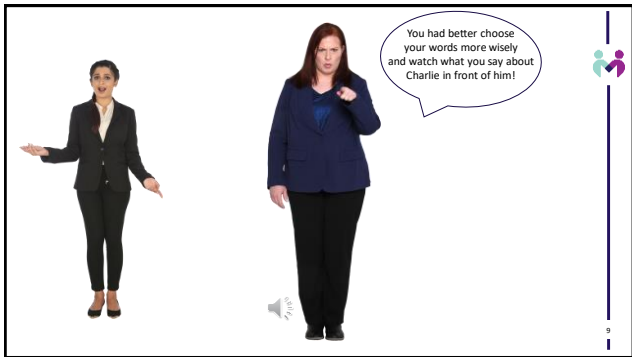 You had better choose
your words more wisely
and watch what you say about
Charlie in front of him!
9